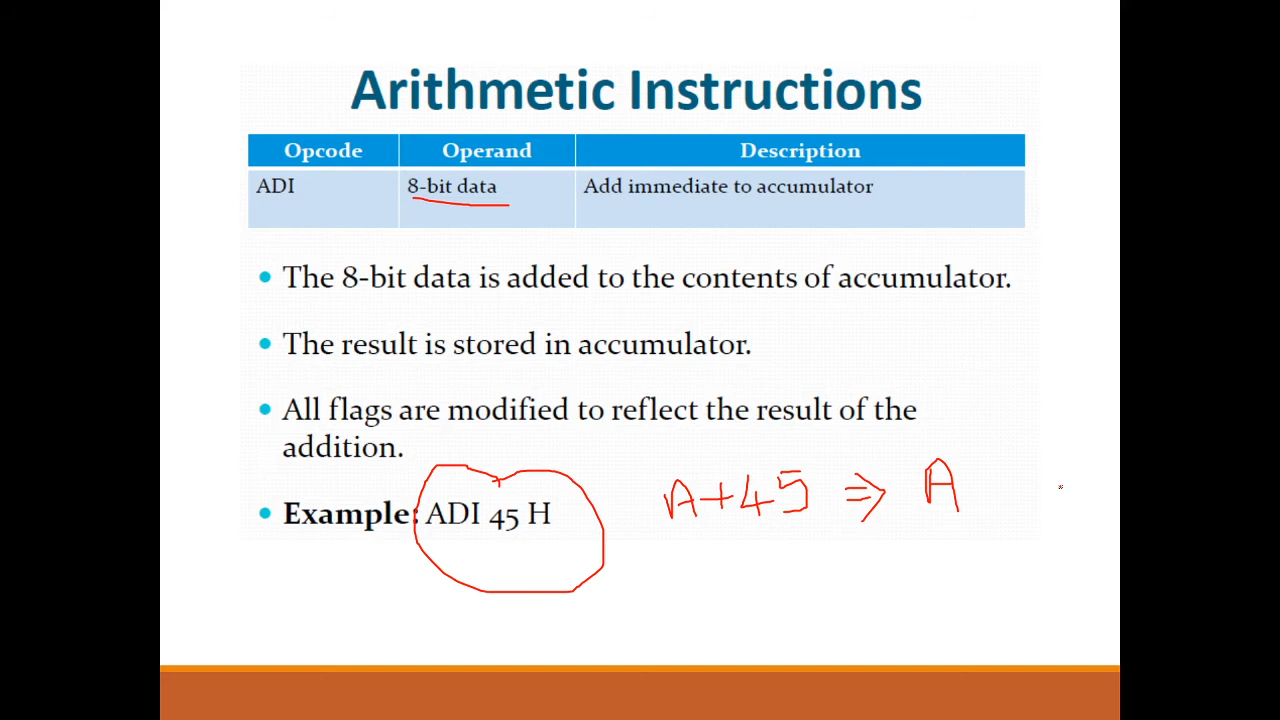 Arithmetic Instructions
Opcode Operand Description
ADI 8-bit data Add immediate to accumulator
• The 8-bit data is added to the contents of accumulator.
• The result is stored in accumulator.
• All flags are modified to reflect the result of the
addition.
• Example: ADI 45 H A+45 ⇒ A